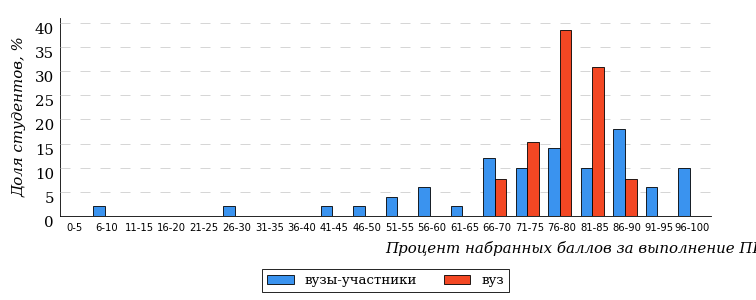 40
35
30
25
20
15
10
5
0
Доля студентов, %
0-5 6-10 11-15 16-20 21-25 26-30 31-35 36-40 41-45 46-50 51-55 56-60 61-65 66-70 71-75 76-80 81-85 86-90 91-95 96-100
Процент набранных баллов за выполнение
вузы-участники вуз